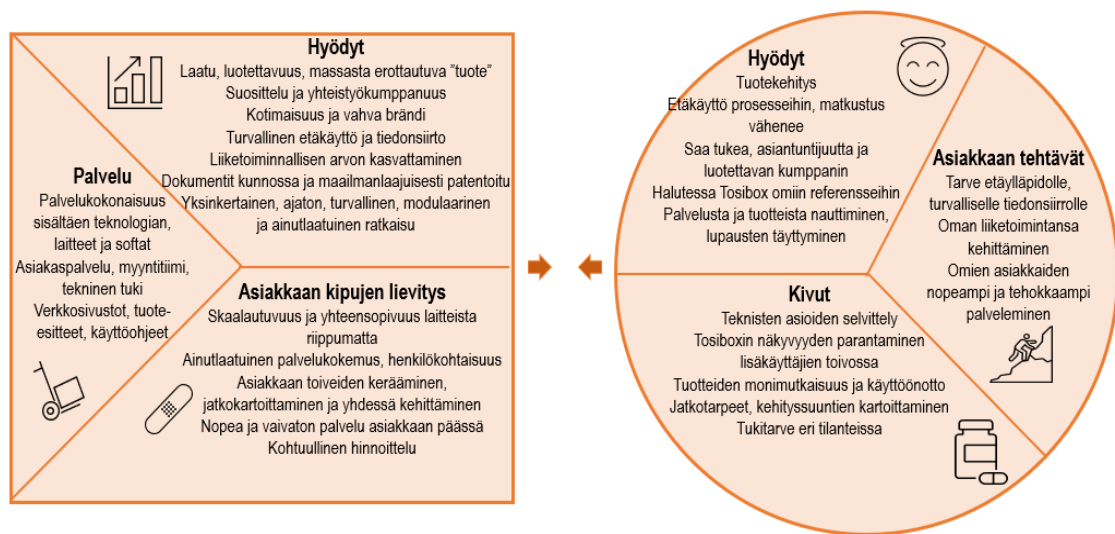 Hyödyt
Laatu, luotettavuus, massasta erottautuva ”tuote”
Suosittelu ja yhteistyökumppanuus
Kotimaisuus ja vahva brändi
Turvallinen etäkäyttö ja tiedonsiirto
Liiketoiminnallisen arvon kasvattaminen
Dokumentit kunnossa ja maailmanlaajuisesti patentoitu
Yksinkertainen, ajaton, turvallinen, modulaarinen
ja ainutlaatuinen ratkaisu
Palvelu
Palvelukokonaisuus
sisältäen teknologian,
laitteet ja softat
Asiakaspalvelu, myyntitiimi,
tekninen tuki
Verkkosivustot, tuote-
esitteet, käyttöohjeet
Asiakkaan kipujen lievitys
Skaalautuvuus ja yhteensopivuus laitteista
riippumatta
Ainutlaatuinen palvelukokemus, henkilökohtaisuus
Asiakkaan toiveiden kerääminen,
jatkokartoittaminen ja yhdessä kehittäminen
Nopea ja vaivaton palvelu asiakkaan päässä
Kohtuullinen hinnoittelu
Hyödyt
Tuotekehitys
Etäkäyttö prosesseihin, matkustus
vähenee
Saa tukea, asiantuntijuutta ja
luotettavan kumppanin
Halutessa Tosibox omiin referensseihin
Palvelusta ja tuotteista nauttiminen,
lupausten täyttyminen
Asiakkaan tehtävät
Tarve etäylläpidolle,
turvalliselle tiedonsiirrolle
Oman liiketoimintansa
kehittäminen
Omien asiakkaiden
nopeampi ja tehokkaampi
palveleminen
Kivut
Teknisten asioiden selvittely
Tosiboxin näkyvyyden parantaminen
lisäkäyttäjien toivossa
Tuotteiden monimutkaisuus ja käyttöönotto
Jatkotarpeet, kehityssuuntien kartoittaminen
Tukitarve eri tilanteissa